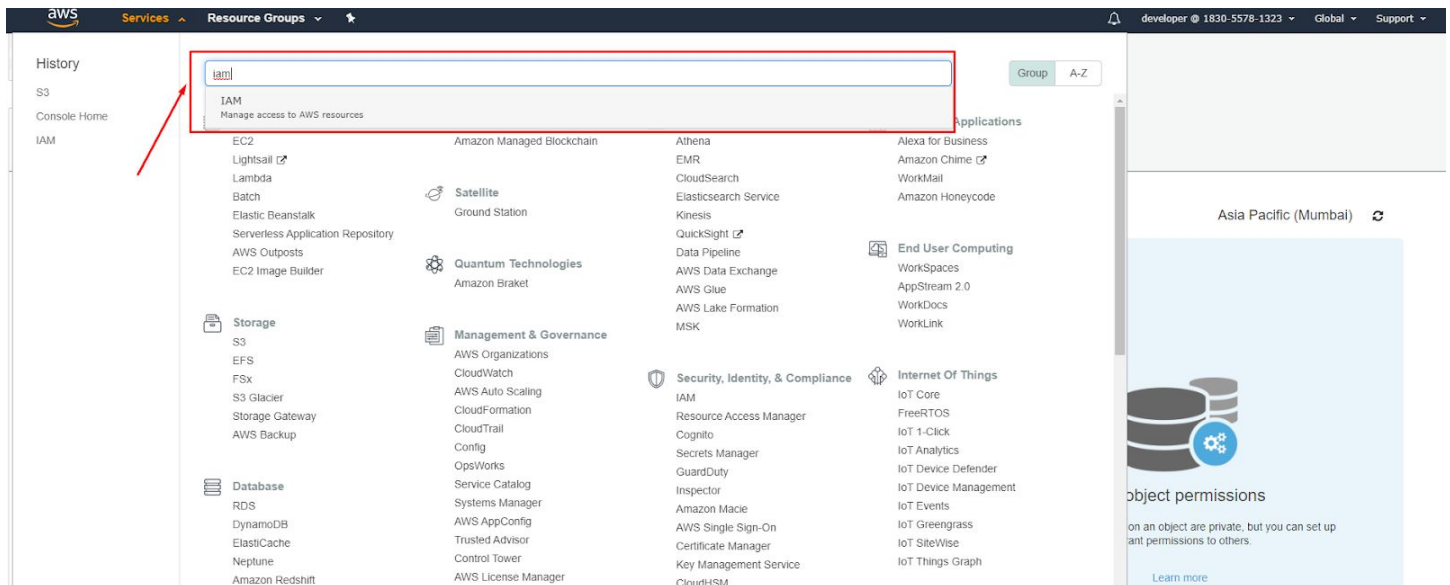 aws
Services
Resource Groups
developer @ 1830-5578-1323
Global
Support
History
S3
Console Home
IAM
iam
Group
A-Z
IAM
Manage access to AWS resources
EC2
Lightsail
Lambda
Batch
Elastic Beanstalk
Serverless Application Repository
AWS Outposts
EC2 Image Builder
Storage
S3
EFS
FSx
S3 Glacier
Storage Gateway
AWS Backup
Database
RDS
DynamoDB
ElastiCache
Neptune
Amazon Redshift
Amazon Managed Blockchain
Satellite
Ground Station
Quantum Technologies
Amazon Braket
Management & Governance
AWS Organizations
CloudWatch
AWS Auto Scaling
CloudFormation
CloudTrail
Config
OpsWorks
Service Catalog
Systems Manager
AWS AppConfig
Trusted Advisor
Control Tower
AWS License Manager
Athena
EMR
CloudSearch
Elasticsearch Service
Kinesis
QuickSight
Data Pipeline
AWS Data Exchange
AWS Glue
AWS Lake Formation
MSK
Security, Identity, & Compliance
IAM
Resource Access Manager
Cognito
Secrets Manager
GuardDuty
Inspector
Amazon Macie
AWS Single Sign-On
Certificate Manager
Key Management Service
CloudHSM
Applications
Alexa for Business
Amazon Chime
WorkMail
Amazon Honeycode
End User Computing
WorkSpaces
AppStream 2.0
WorkDocs
WorkLink
Internet Of Things
IoT Core
FreeRTOS
IoT 1-Click
IoT Analytics
IoT Device Defender
IoT Device Management
IoT Events
IoT Greengrass
IoT SiteWise
IoT Things Graph
Asia Pacific (Mumbai)
object permissions
on an object are private, but you can set up
ant permissions to others.
Learn more